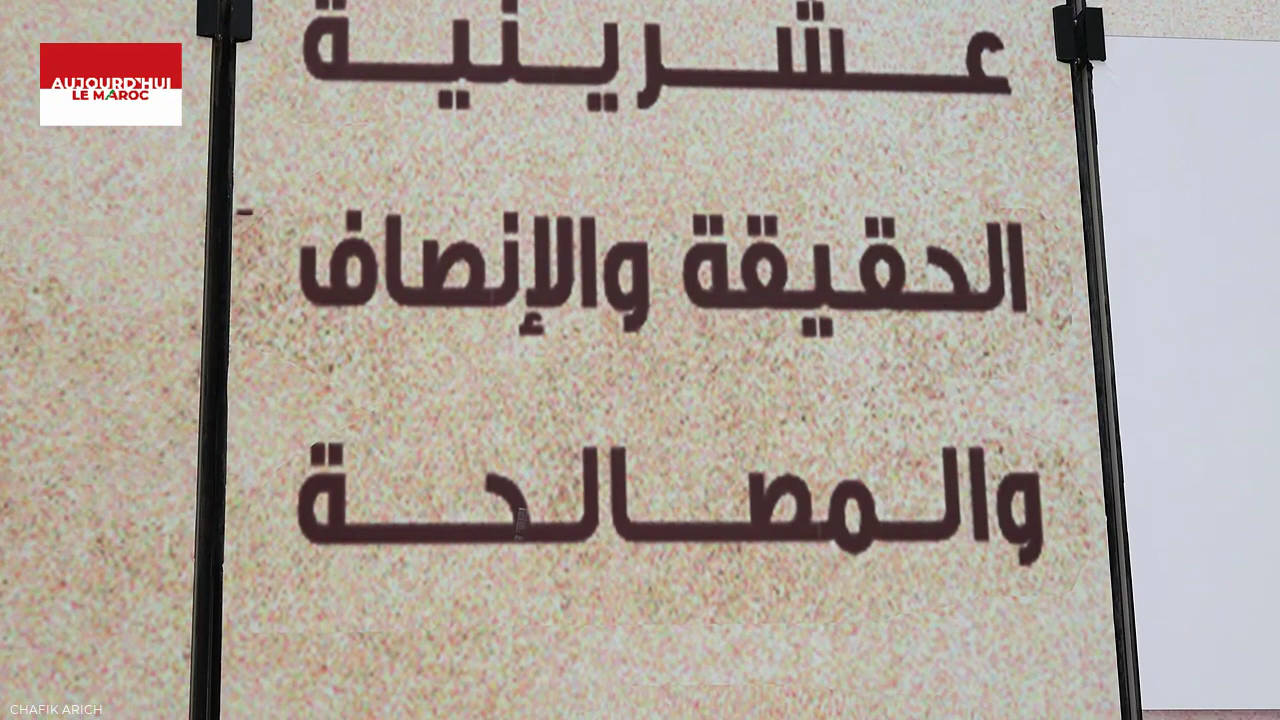 AUJOURD'HUI
LE MAROC
عشرينية
الحقيقة والإنصاف
والمصالحة
CHAFIK ARICH